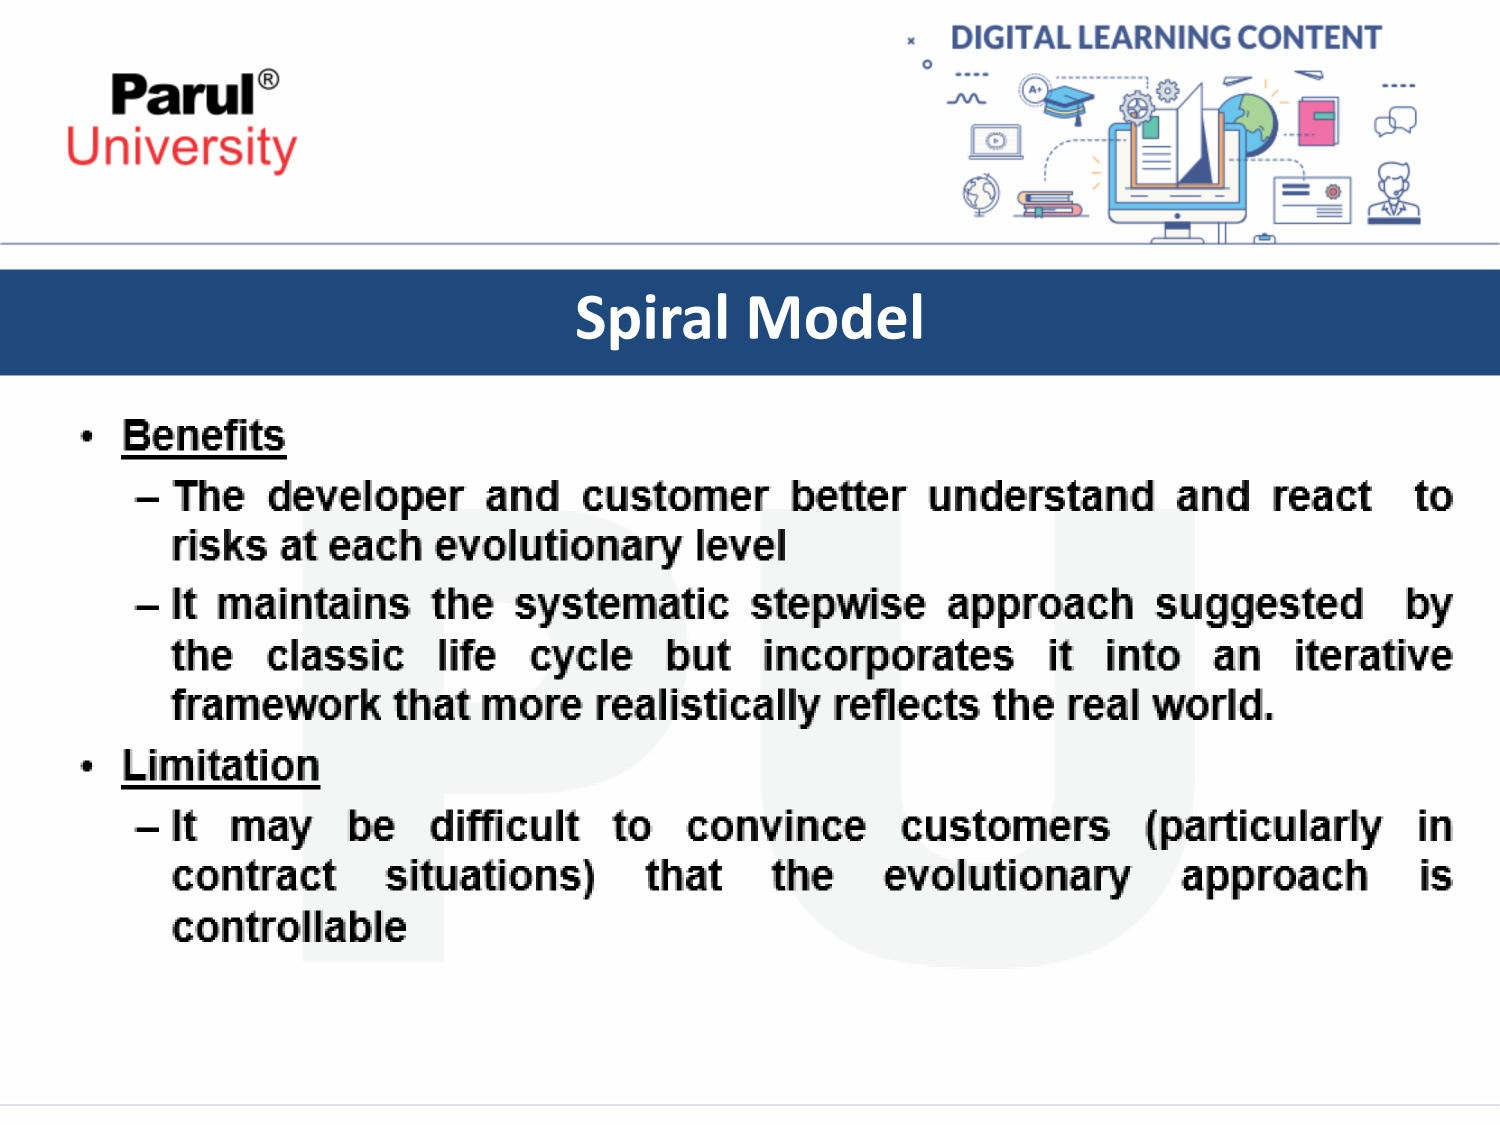 DIGITAL LEARNING CONTENT
Parul®
University
A+
Spiral Model
• Benefits
– The developer and customer better understand and react to
risks at each evolutionary level
– It maintains the systematic stepwise approach suggested by
the classic life cycle but incorporates it into an iterative
framework that more realistically reflects the real world.
• Limitation
– It may be difficult to convince customers (particularly in
contract situations) that the evolutionary approach is
controllable
PU